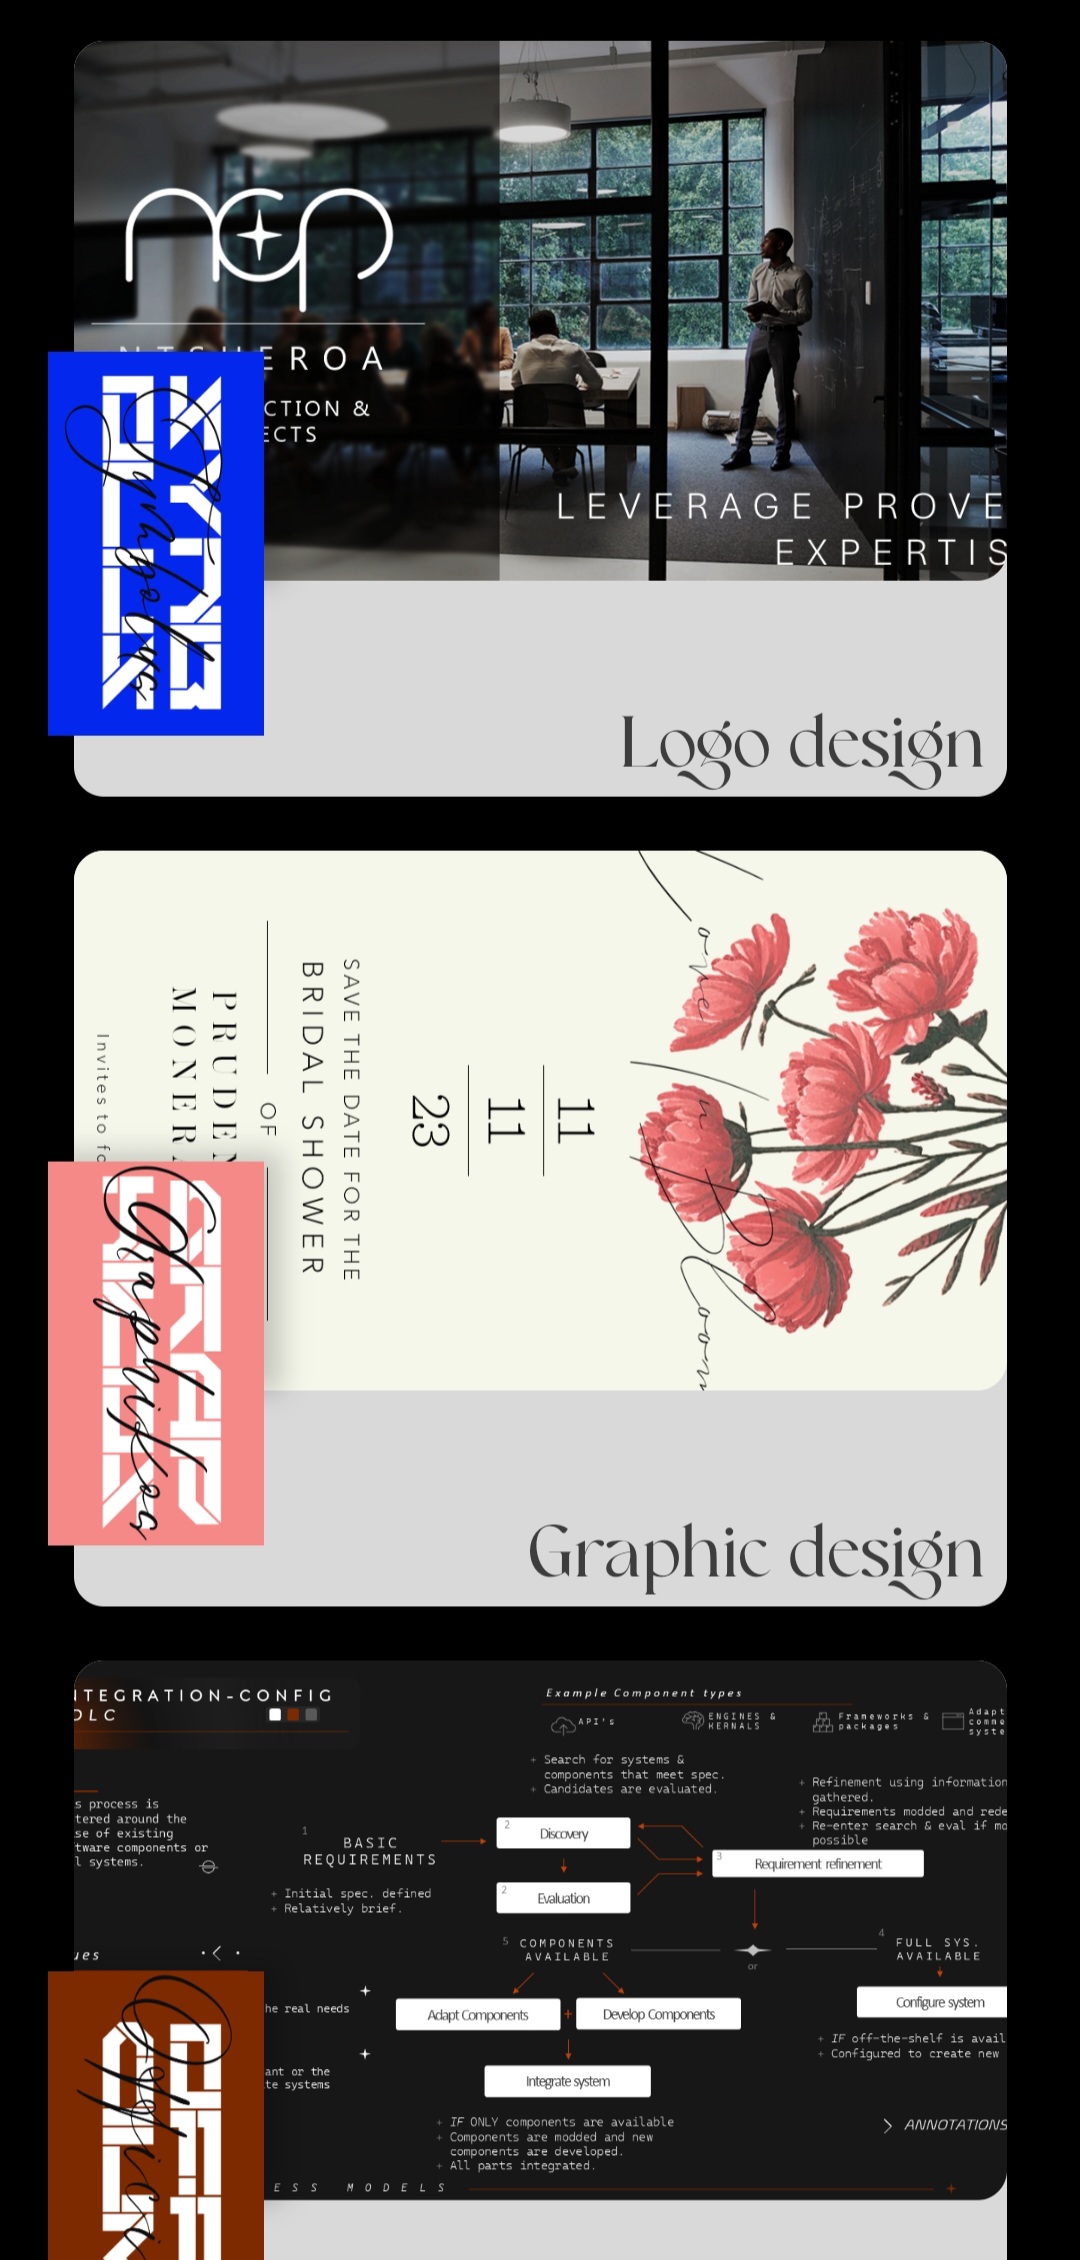 ncp
EROA
CTION &
ECTS
LEVERAGE PROVE
EXPERTIS
Logo design
Love
In
Bloom
11
11
23
SAVE THE DATE FOR THE
BRIDAL SHOWER
OF
PRUDEN
MONER
Invites to
Graphic design
NTEGRATION-CONFIG
DLC
Example Component types
API's
ENGINES &
KERNALS
Frameworks &
packages
Adapt
comme
syste
+ Search for systems &
components that meet spec.
+ Candidates are evaluated.
+ Refinement using information
gathered.
+ Requirements modded and rede
+ Re-enter search & eval if mo
possible
s process is
tered around the
se of existing
tware components or
l systems.
1
BASIC
REQUIREMENTS
+ Initial spec. defined
+ Relatively brief.
2
Discovery
2
Evaluation
3
Requirement refinement
ues
5
COMPONENTS
AVAILABLE
or
4
FULL SYS.
AVAILABLE
he real needs
Adapt Components
+
Develop Components
Configure system
+ IF off-the-shelf is avail
+ Configured to create new
ant or the
te systems
Integrate system
+ IF ONLY components are available
+ Components are modded and new
components are developed.
+ All parts integrated.
ANNOTATIONS
ESS MODELS